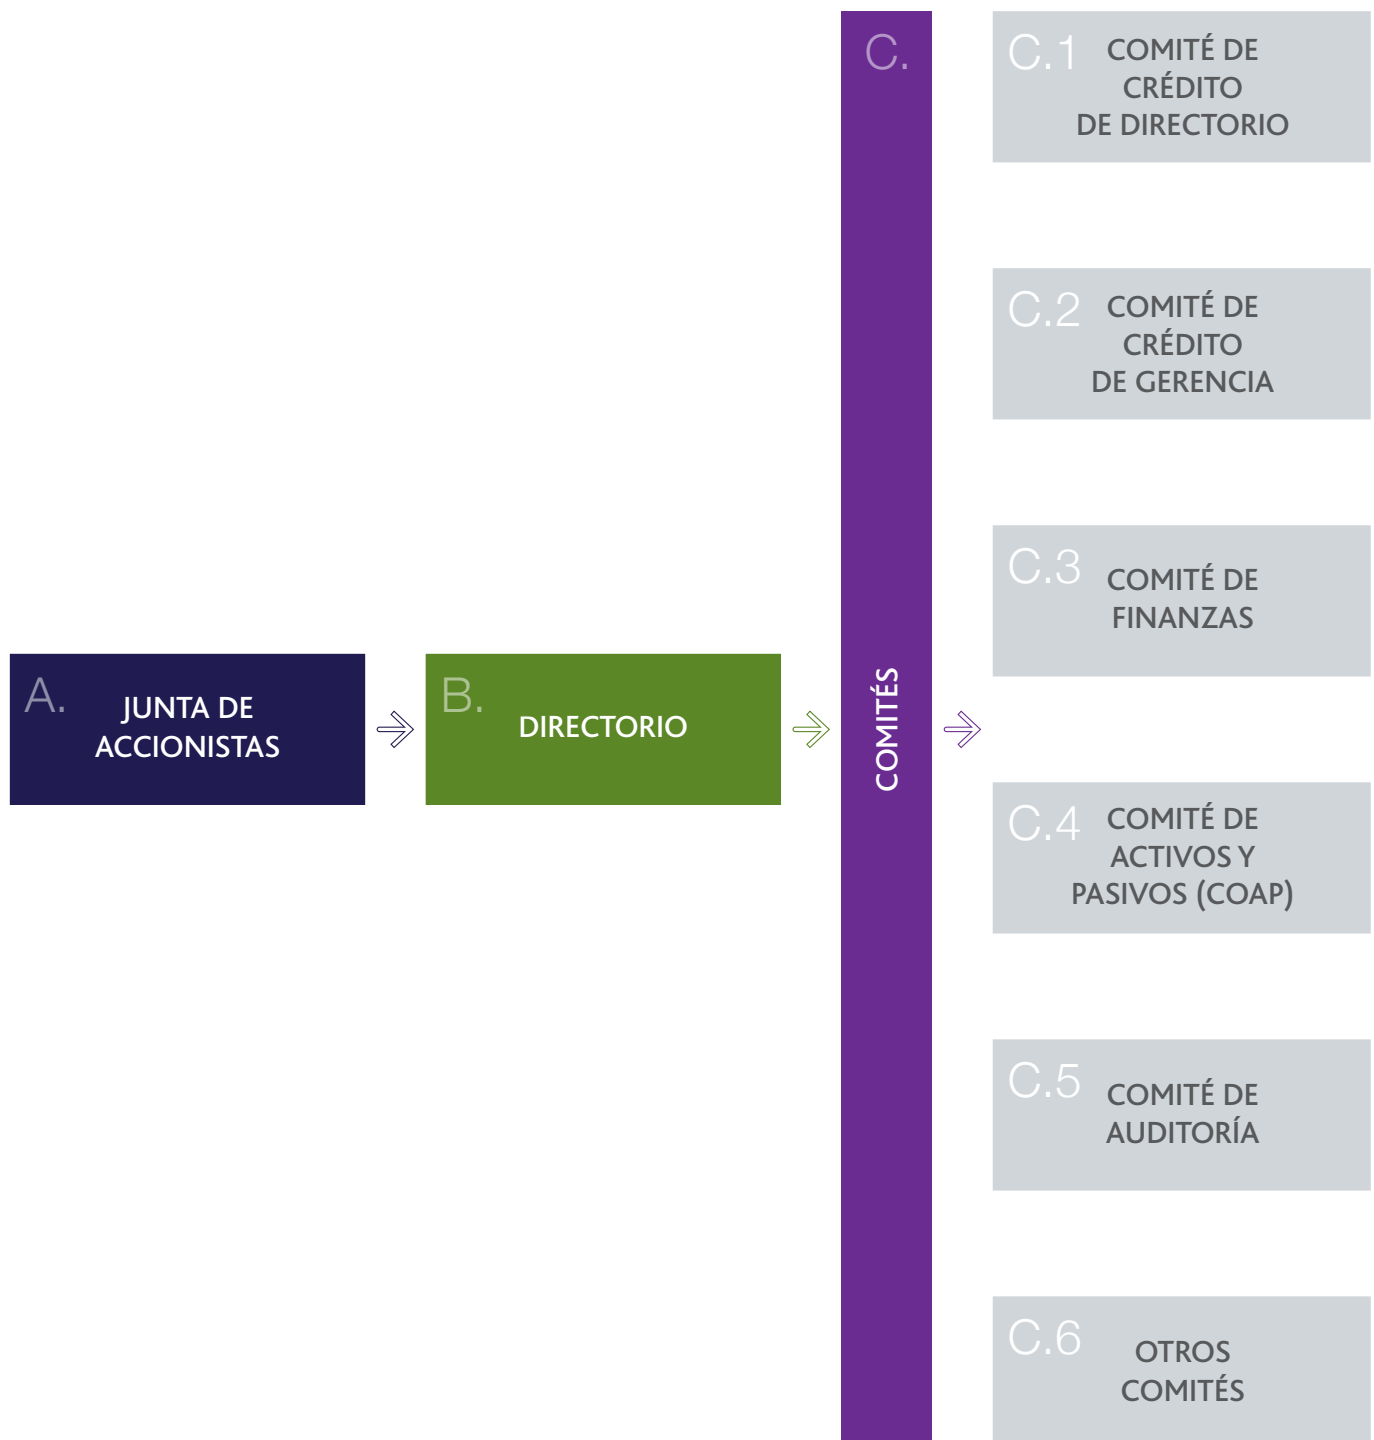 A.
JUNTA DE
ACCIONISTAS
B.
DIRECTORIO
C.
COMITÉS
C.1
COMITÉ DE
CRÉDITO
DE DIRECTORIO
C.2
COMITÉ DE
CRÉDITO
DE GERENCIA
C.3
COMITÉ DE
FINANZAS
C.4
COMITÉ DE
ACTIVOS Y
PASIVOS (COAP)
C.5
COMITÉ DE
AUDITORÍA
C.6
OTROS
COMITÉS